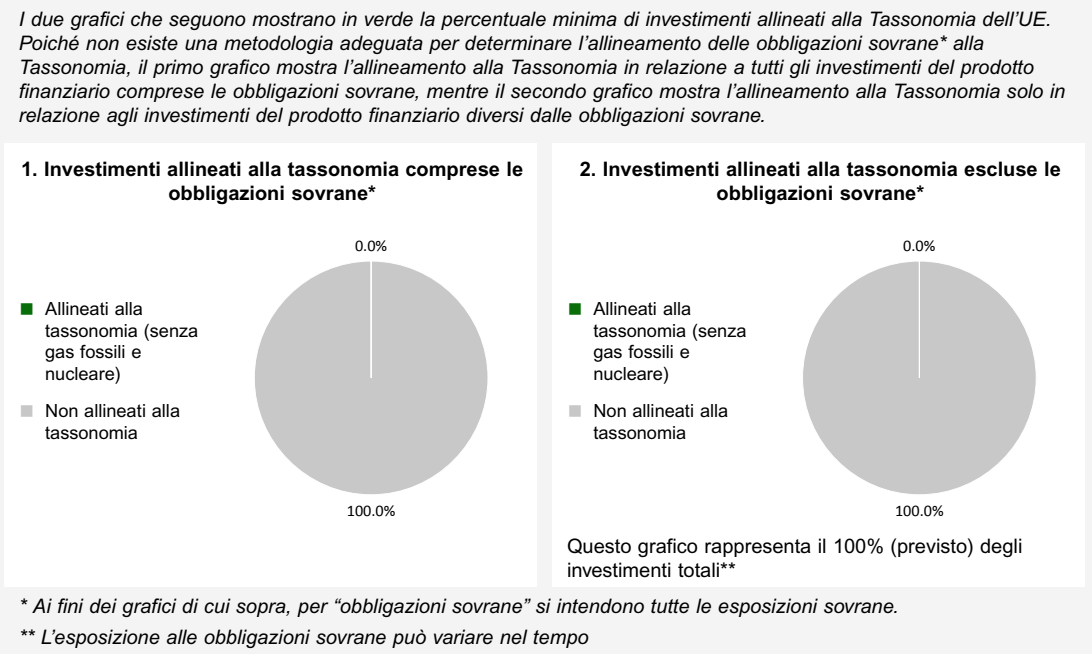 I due grafici che seguono mostrano in verde la percentuale minima di investimenti allineati alla Tassonomia dell’UE.
Poiché non esiste una metodologia adeguata per determinare l’allineamento delle obbligazioni sovrane* alla
Tassonomia, il primo grafico mostra l’allineamento alla Tassonomia in relazione a tutti gli investimenti del prodotto
finanziario comprese le obbligazioni sovrane, mentre il secondo grafico mostra l’allineamento alla Tassonomia solo in
relazione agli investimenti del prodotto finanziario diversi dalle obbligazioni sovrane.
1. Investimenti allineati alla tassonomia comprese le
obbligazioni sovrane*
0.0%
Allineati alla
tassonomia (senza
gas fossili e
nucleare)
Non allineati alla
tassonomia
100.0%
2. Investimenti allineati alla tassonomia escluse le
obbligazioni sovrane*
0.0%
Allineati alla
tassonomia (senza
gas fossili e
nucleare)
Non allineati alla
tassonomia
100.0%
Questo grafico rappresenta il 100% (previsto) degli
investimenti totali**
* Ai fini dei grafici di cui sopra, per “obbligazioni sovrane” si intendono tutte le esposizioni sovrane.
** L’esposizione alle obbligazioni sovrane può variare nel tempo